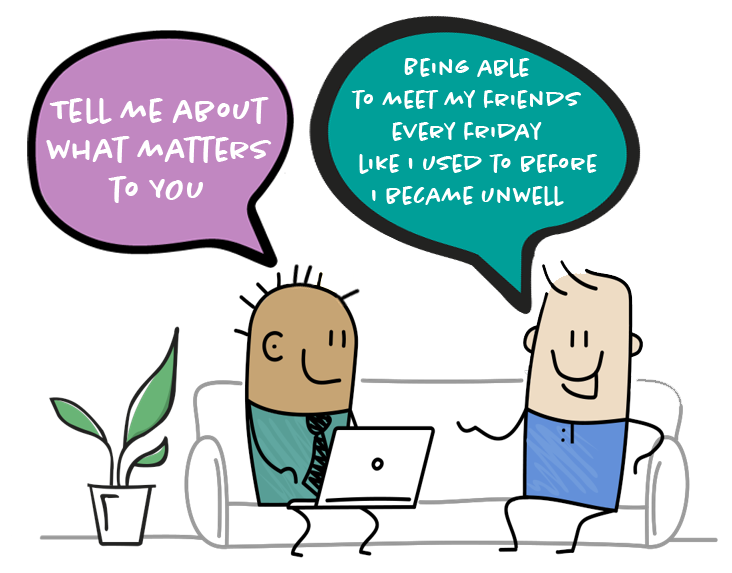 TELL ME ABOUT
WHAT MATTERS
TO YOU
BEING ABLE
TO MEET MY FRIENDS
EVERY FRIDAY
LIKE I USED TO BEFORE
I BECAME UNWELL